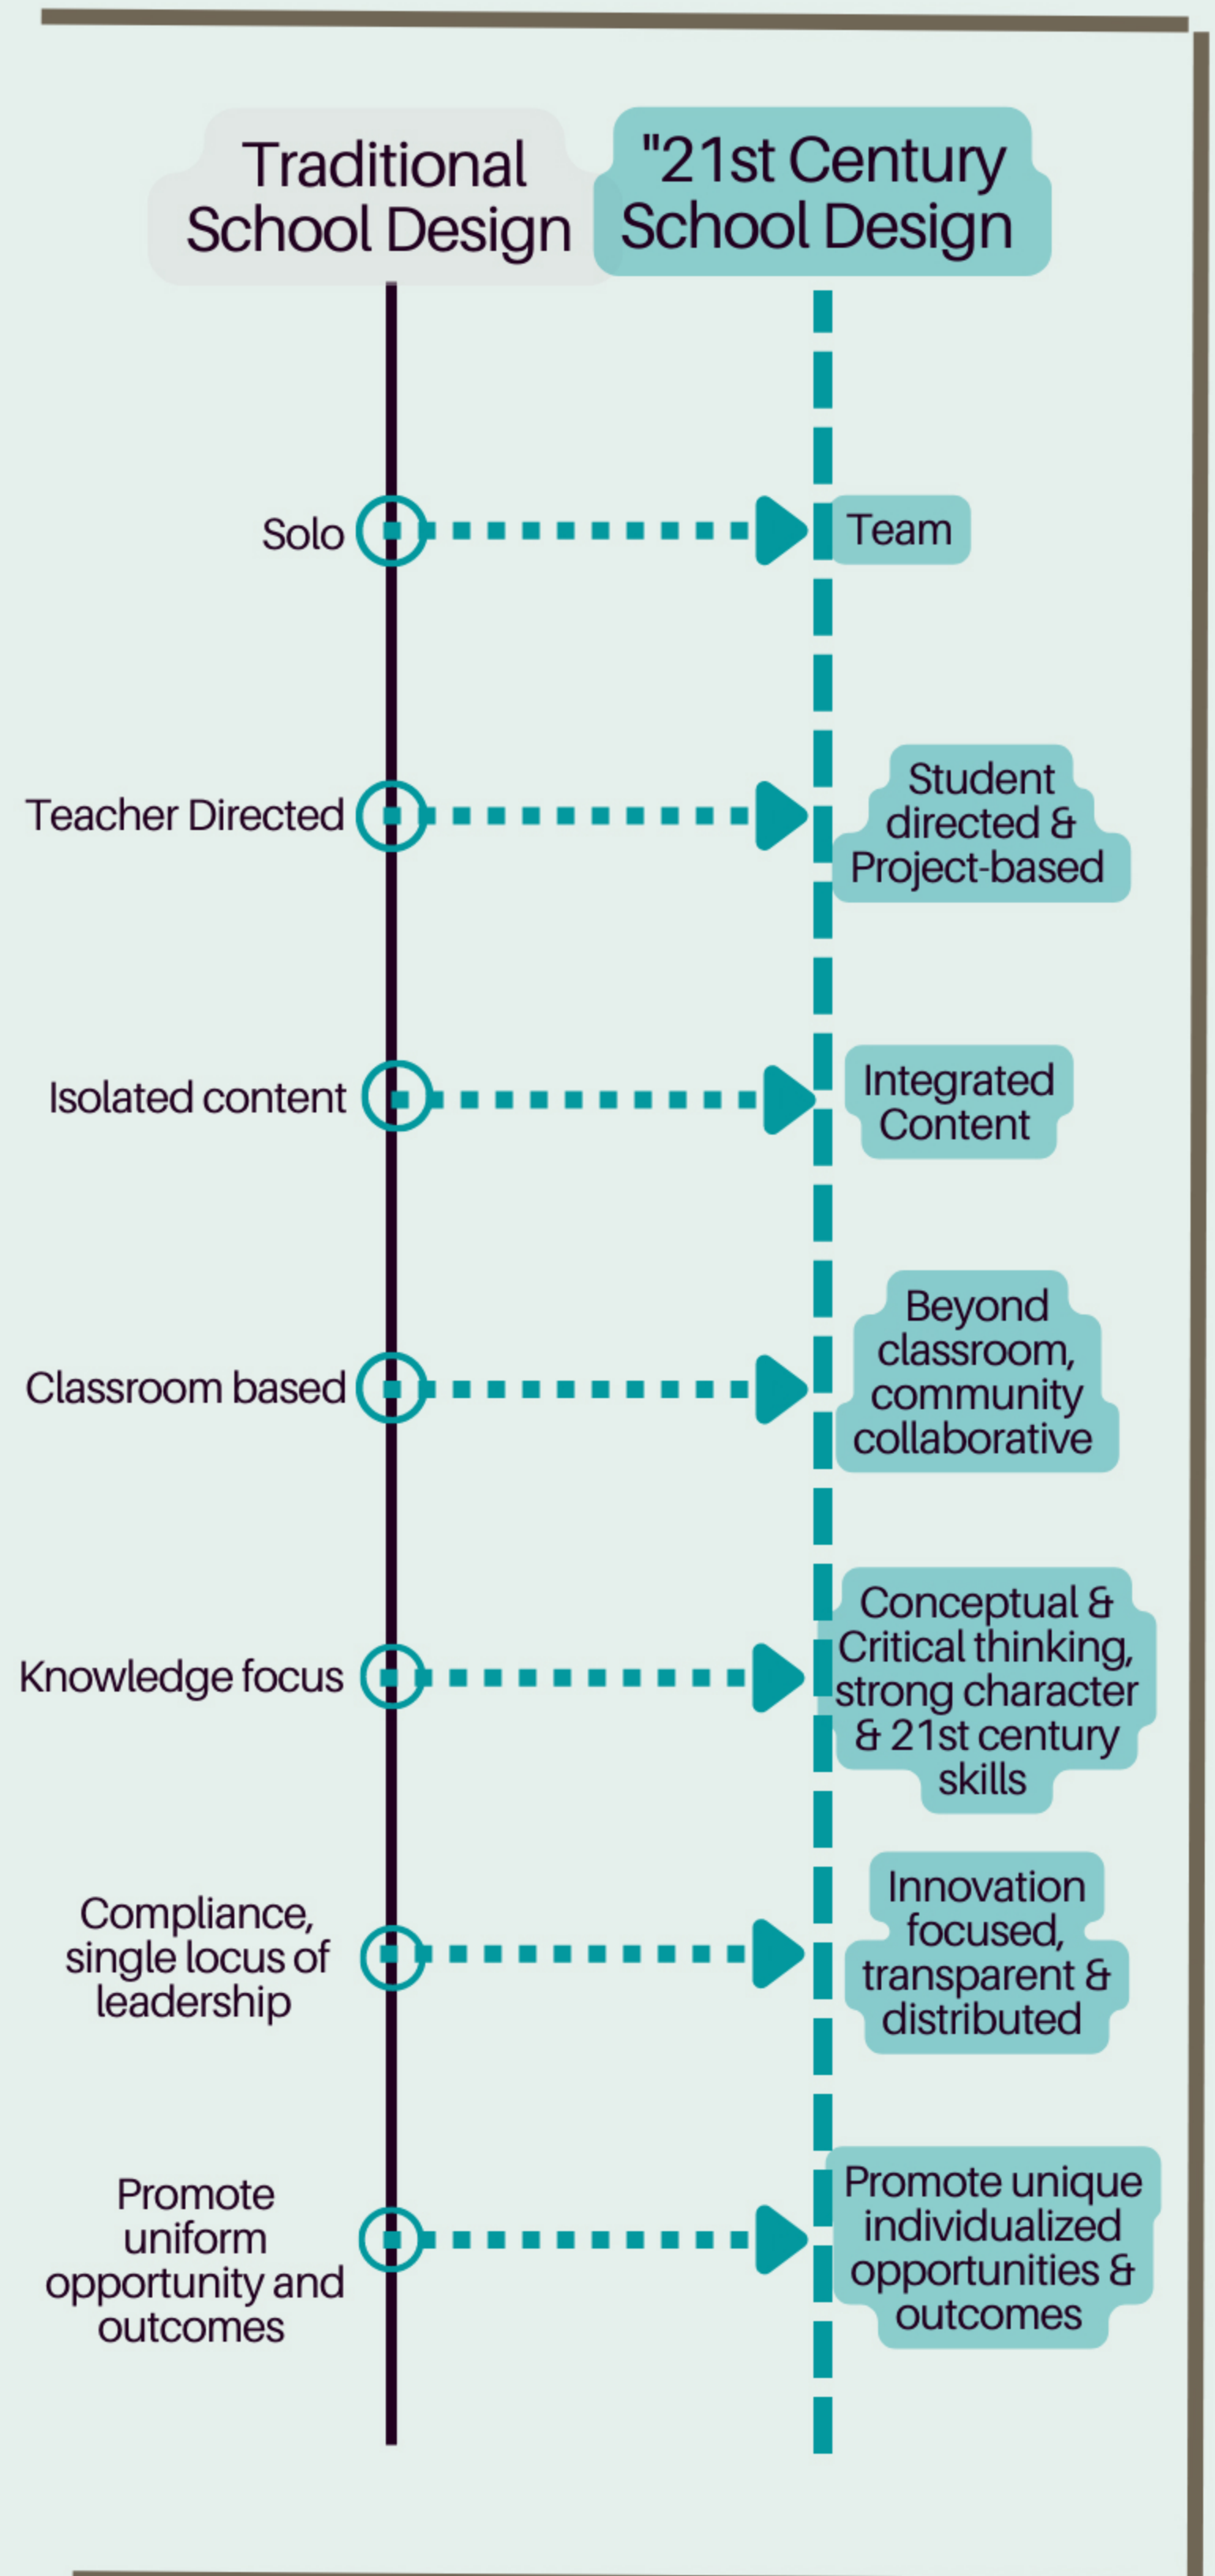 Traditional
School Design
"21st Century
School Design
Solo
Team
Teacher Directed
Student
directed &
Project-based
Isolated content
Integrated
Content
Classroom based
Beyond
classroom,
community
collaborative
Knowledge focus
Conceptual &
Critical thinking,
strong character
& 21st century
skills
Compliance,
single locus of
leadership
Innovation
focused,
transparent &
distributed
Promote
uniform
opportunity and
outcomes
Promote unique
individualized
opportunities &
outcomes